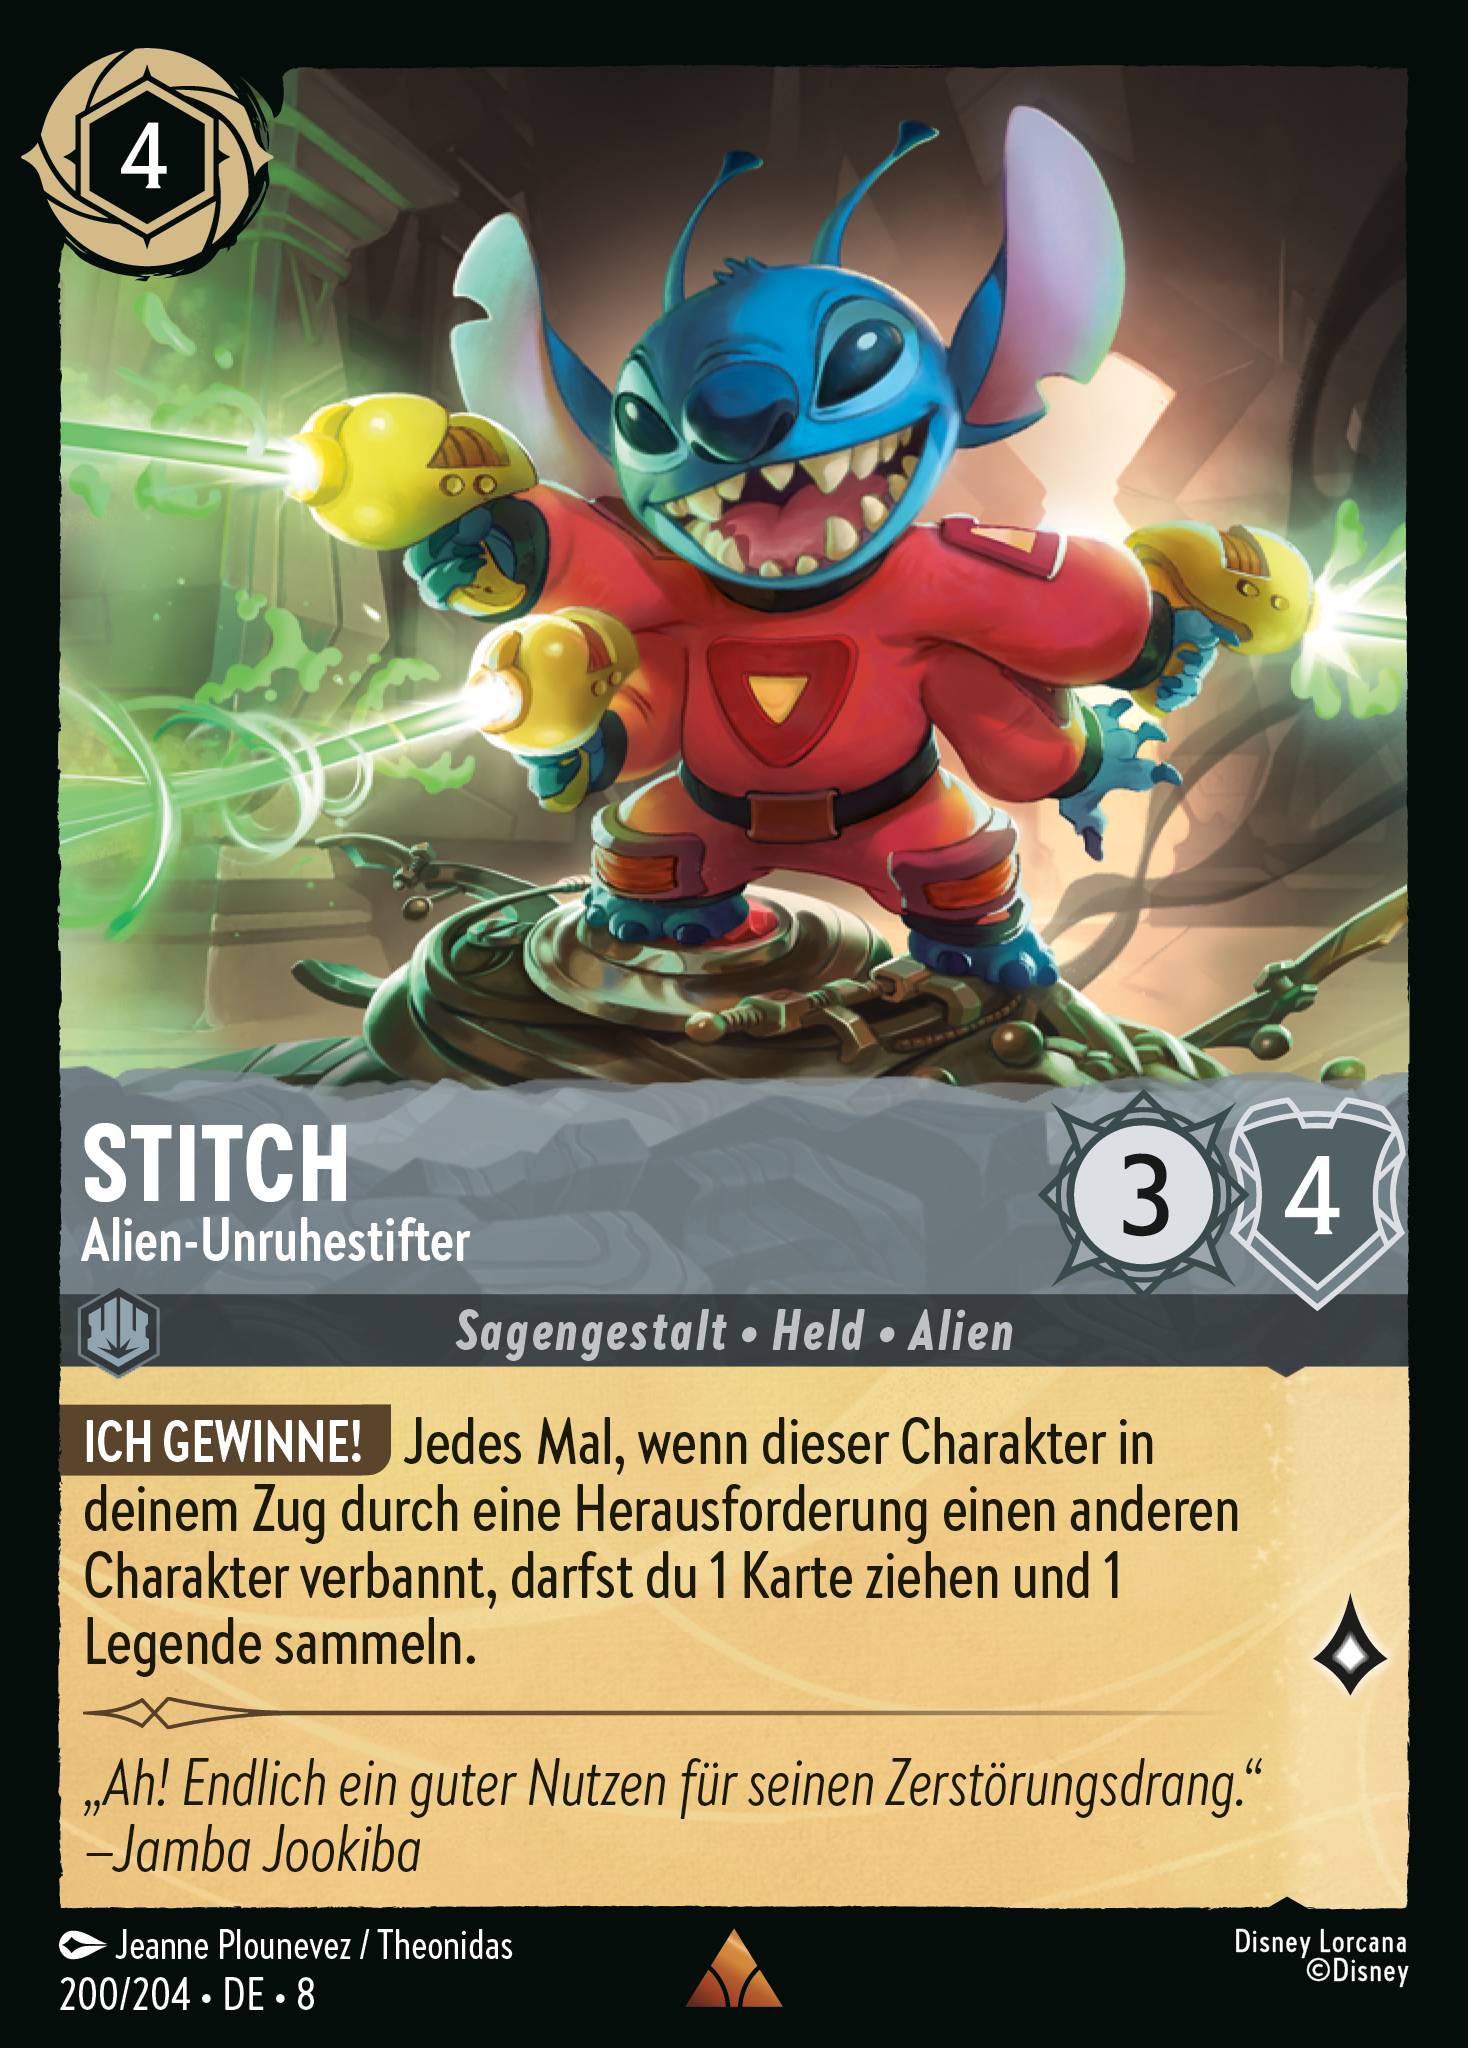 4
STITCH
Alien-Unruhestifter
3
4
Sagengestalt • Held • Alien
ICH GEWINNE! Jedes Mal, wenn dieser Charakter in
deinem Zug durch eine Herausforderung einen anderen
Charakter verbannt, darfst du 1 Karte ziehen und 1
Legende sammeln.
„Ah! Endlich ein guter Nutzen für seinen Zerstörungsdrang.“
–Jamba Jookiba
Jeanne Plounevez / Theonidas
200/204 • DE • 8
Disney Lorcana
©Disney